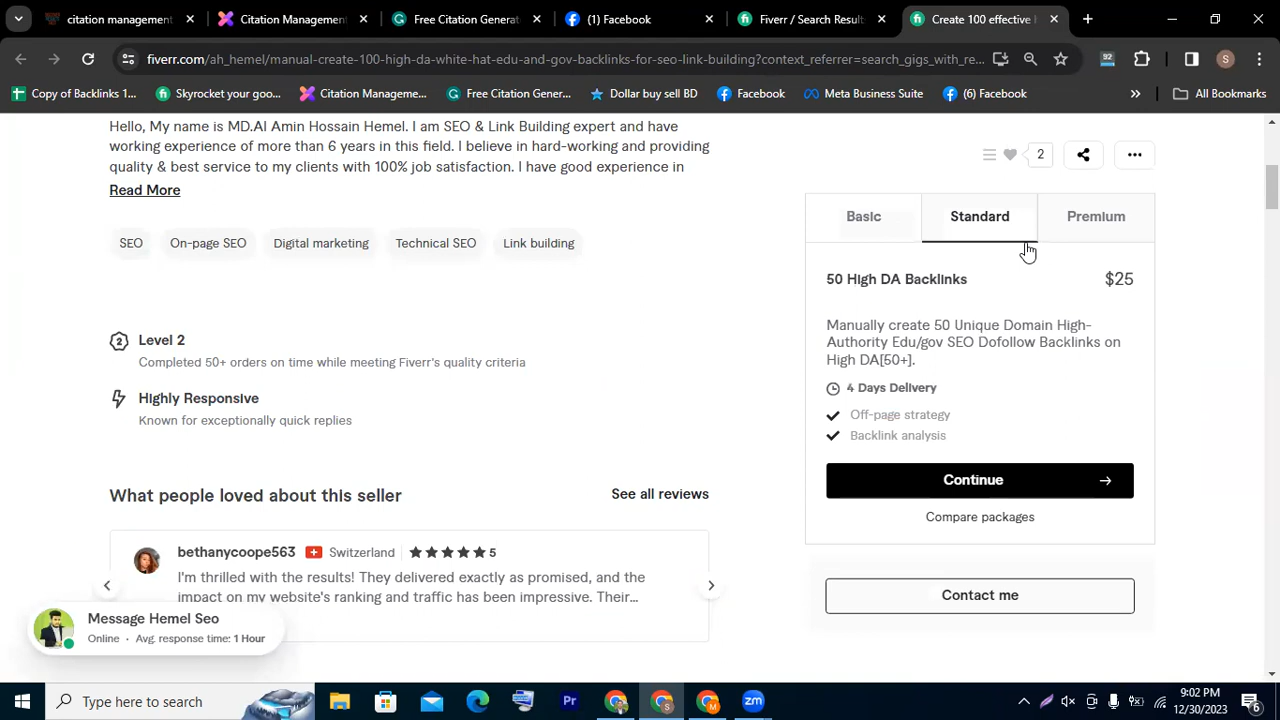 citation management
Citation Management
Free Citation Generat
(1) Facebook
Fiverr / Search Result
Create 100 effective
fiverr.com/ah_hemel/manual-create-100-high-da-white-hat-edu-and-gov-backlinks-for-seo-link-building?context_referrer=search_gigs_with_re...
92
S
Copy of Backlinks 1...
Skyrocket your goo...
Citation Manageme...
Free Citation Gener...
Dollar buy sell BD
Facebook
Meta Business Suite
(6) Facebook
All Bookmarks
Hello, My name is MD.Al Amin Hossain Hemel. I am SEO & Link Building expert and have
working experience of more than 6 years in this field. I believe in hard-working and providing
quality & best service to my clients with 100% job satisfaction. I have good experience in
Read More
SEO
On-page SEO
Digital marketing
Technical SEO
Link building
2
Level 2
Completed 50+ orders on time while meeting Fiverr's quality criteria
Highly Responsive
Known for exceptionally quick replies
What people loved about this seller
See all reviews
bethanycoope563
Switzerland
5
I'm thrilled with the results! They delivered exactly as promised, and the
impact on my website's ranking and traffic has been impressive. Their...
Message Hemel Seo
Online · Avg. response time: 1 Hour
2
Basic
Standard
Premium
50 High DA Backlinks
$25
Manually create 50 Unique Domain High-
Authority Edu/gov SEO Dofollow Backlinks on
High DA[50+].
4 Days Delivery
Off-page strategy
Backlink analysis
Continue
Compare packages
Contact me
Type here to search
Pr
S
M
zm
9:02 PM
12/30/2023
6